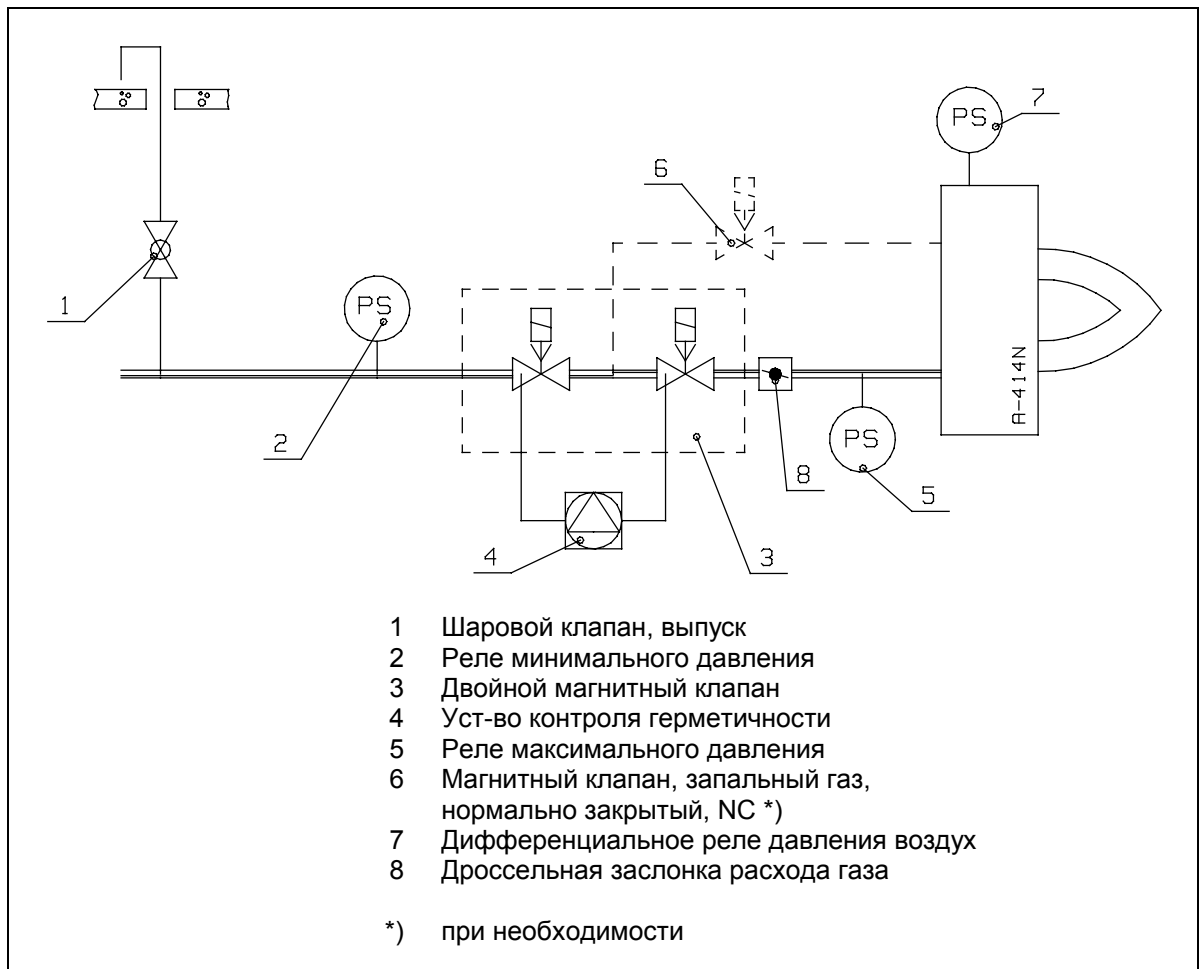 7
PS
6
1
PS
PS
A-414N
2
8
5
4
3
1 Шаровой клапан, выпуск
2 Реле минимального давления
3 Двойной магнитный клапан
4 Уст-во контроля герметичности
5 Реле максимального давления
6 Магнитный клапан, запальный газ,
нормально закрытый, NC *)
7 Дифференциальное реле давления воздух
8 Дроссельная заслонка расхода газа
*) при необходимости